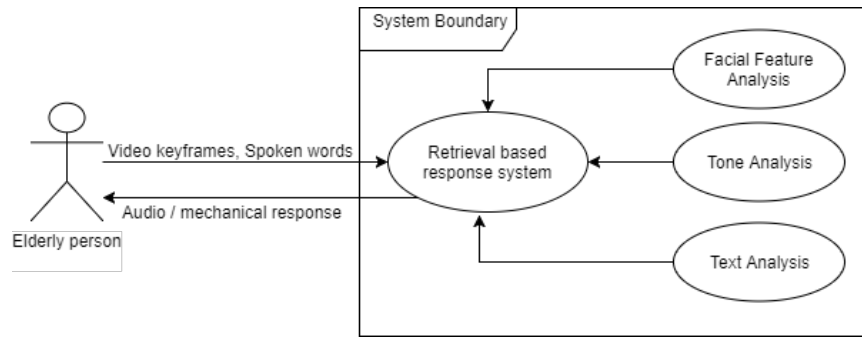 System Boundary
Facial Feature
Analysis
Video keyframes, Spoken words
Retrieval based
response system
Tone Analysis
Audio / mechanical response
Elderly person
Text Analysis